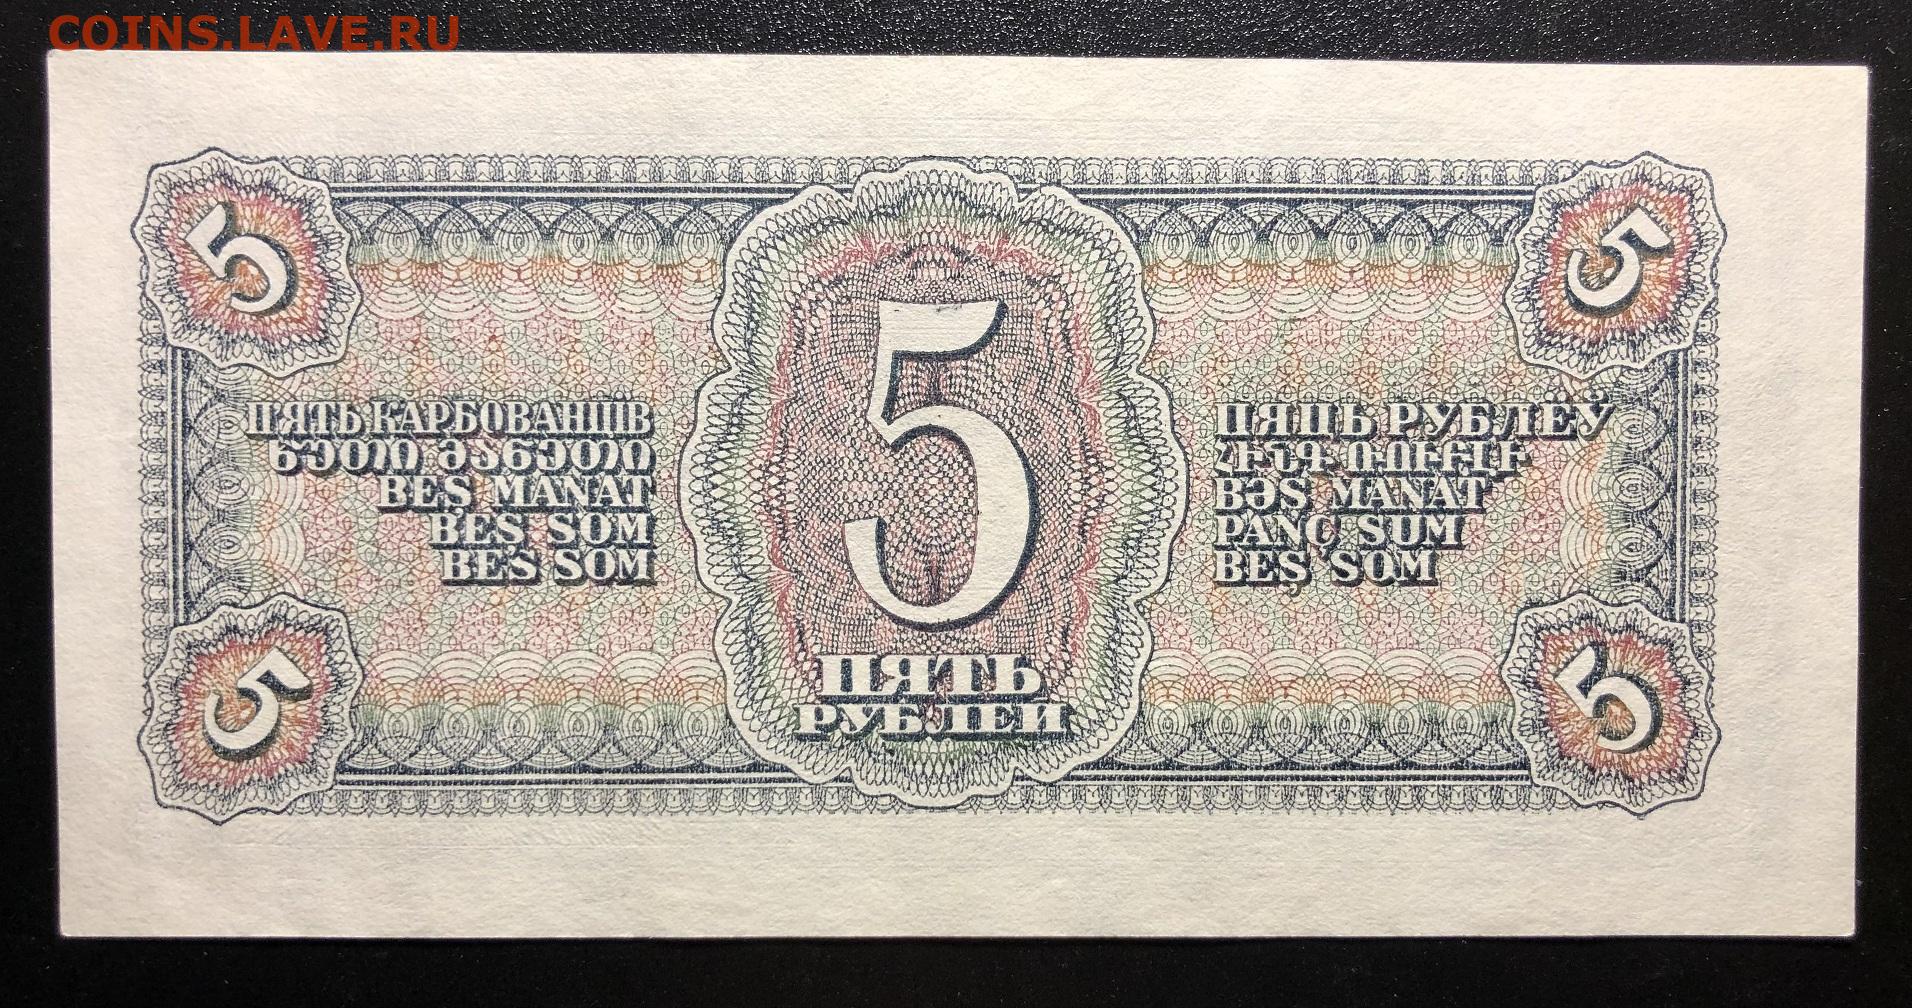 COINS.LAVE.RU
5
5
ПЯТЬ КАРБОВАНЦІВ
ხუთი მანეთი
BEŞ MANAT
BEŞ SOM
BEŞ SOM
5
ПЯЦЬ РУБЛЁЎ
ՀԻՆԳ ՌՈՒԲԼԻ
BƏŞ MANAT
PANÇ SUM
BEŞ SOM
ПЯТЬ
РУБЛЕЙ
5
5